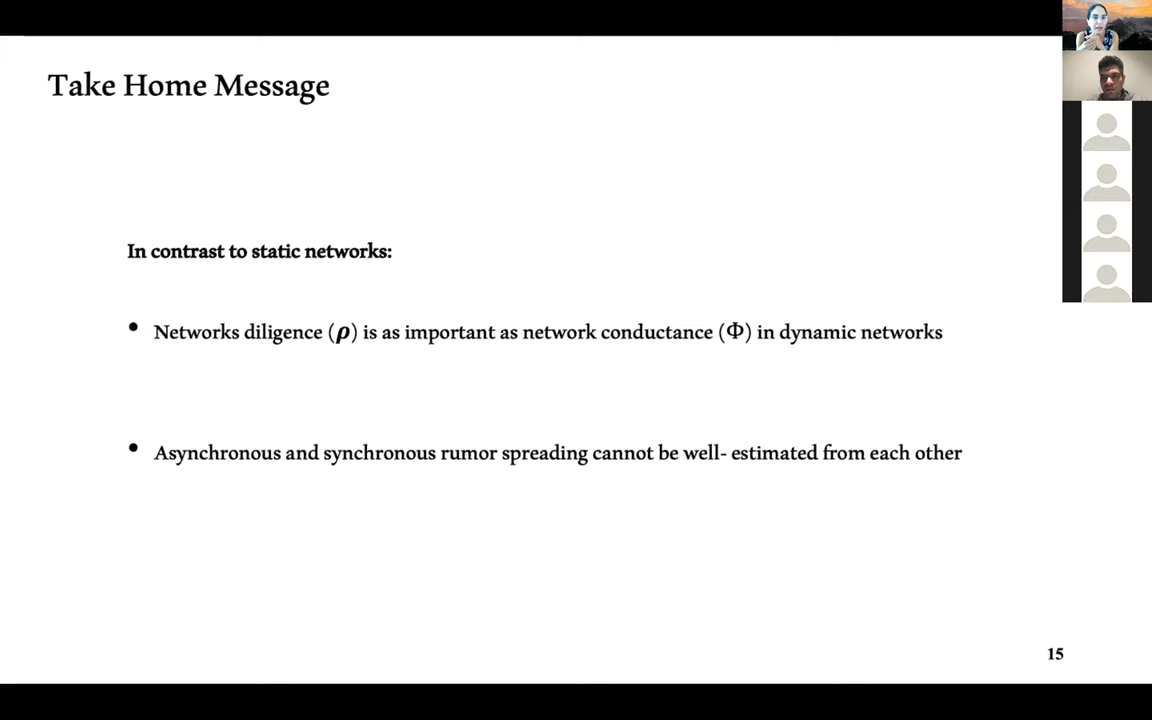 Take Home Message
In contrast to static networks:
• Networks diligence (ρ) is as important as network conductance (Φ) in dynamic networks
• Asynchronous and synchronous rumor spreading cannot be well- estimated from each other
15